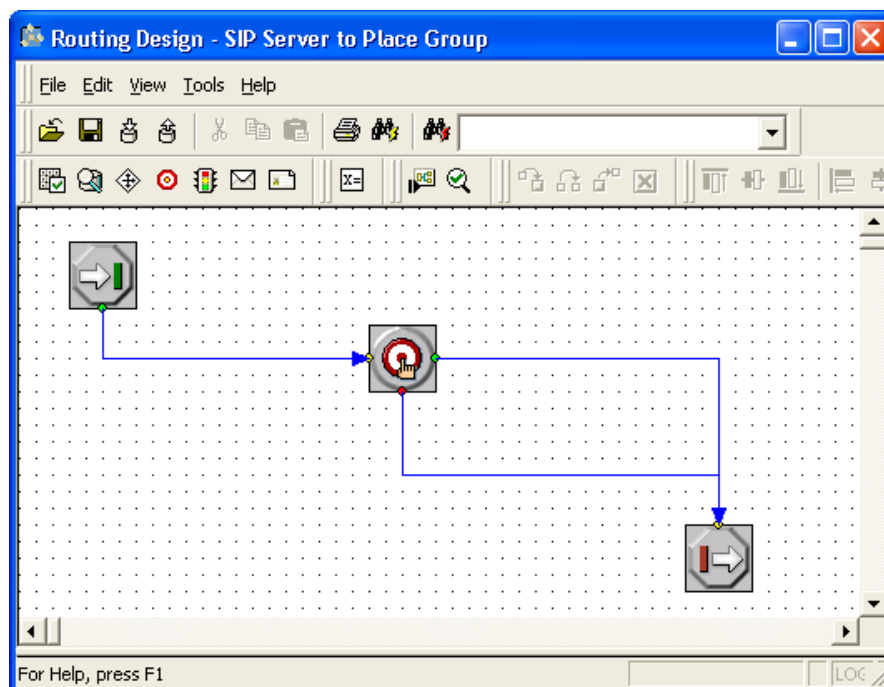 Routing Design - SIP Server to Place Group
File Edit View Tools Help
X=
For Help, press F1